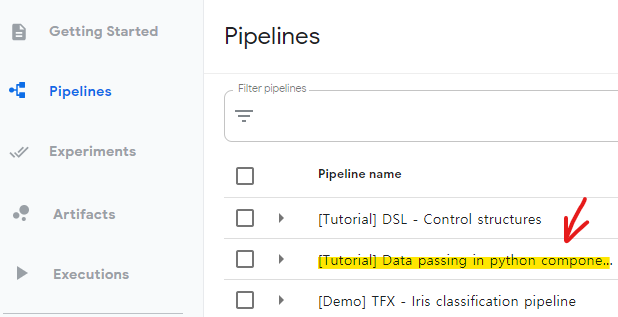 Getting Started
Pipelines
Experiments
Artifacts
Executions
Pipelines
Filter pipelines
Pipeline name
[Tutorial] DSL - Control structures
[Tutorial] Data passing in python compone...
[Demo] TFX - Iris classification pipeline